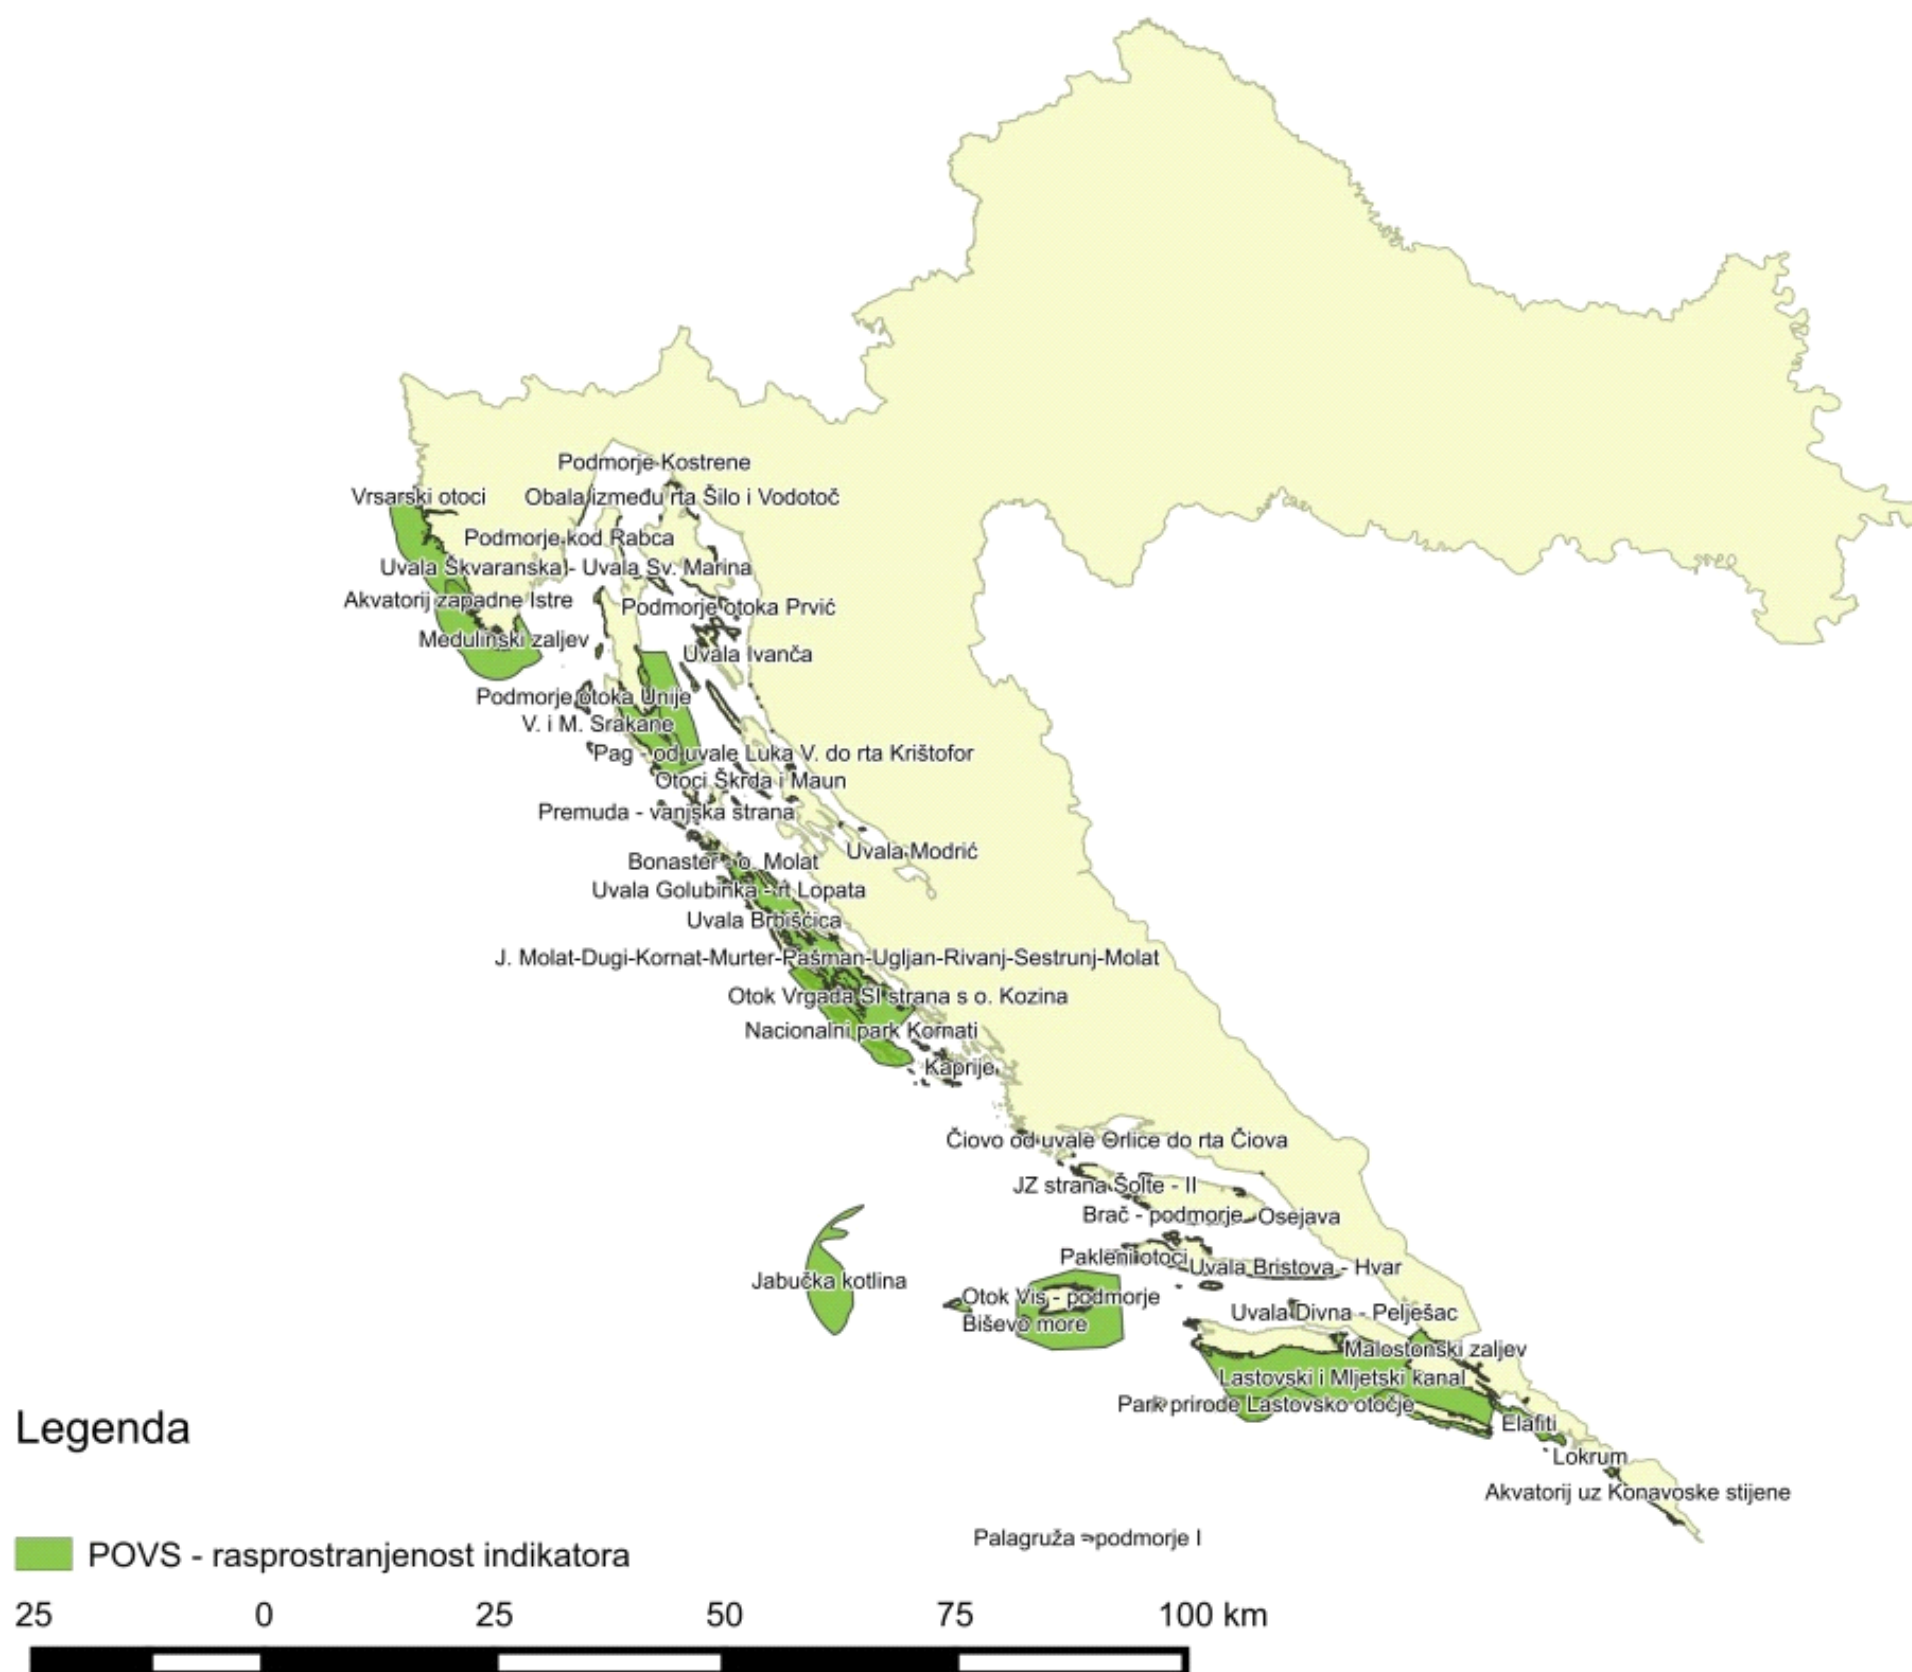 Podmorje Kostrene
Vrsarski otoci
Obala između rta Šilo i Vodotoč
Podmorje kod Rabca
Uvala Škvaranska - Uvala Sv. Marina
Akvatorij zapadne Istre
Podmorje otoka Prvić
Medulinski zaljev
Uvala Ivanča
Podmorje otoka Unije
V. i M. Srakane
Pag - od uvale Luka V. do rta Krištofor
Otoci Škrda i Maun
Premuda - vanjska strana
Uvala Modrić
Bonaster - o. Molat
Uvala Golubinka - rt Lopata
Uvala Brbišćica
J. Molat-Dugi-Kornat-Murter-Pašman-Ugljan-Rivanj-Sestrunj-Molat
Otok Vrgada SI strana s o. Kozina
Nacionalni park Kornati
Kaprije
Čiovo od uvale Orlice do rta Čiova
JZ strana Šolte - II
Brač - podmorje
Osejava
Pakleni otoci
Uvala Bristova - Hvar
Jabučka kotlina
Otok Vis - podmorje
Biševo more
Uvala Divna - Pelješac
Malostonski zaljev
Lastovski i Mljetski kanal
Park prirode Lastovsko otočje
Elafiti
Lokrum
Akvatorij uz Konavoske stijene
Palagruža - podmorje I
Legenda
POVS - rasprostranjenost indikatora
25 0 25 50 75 100 km